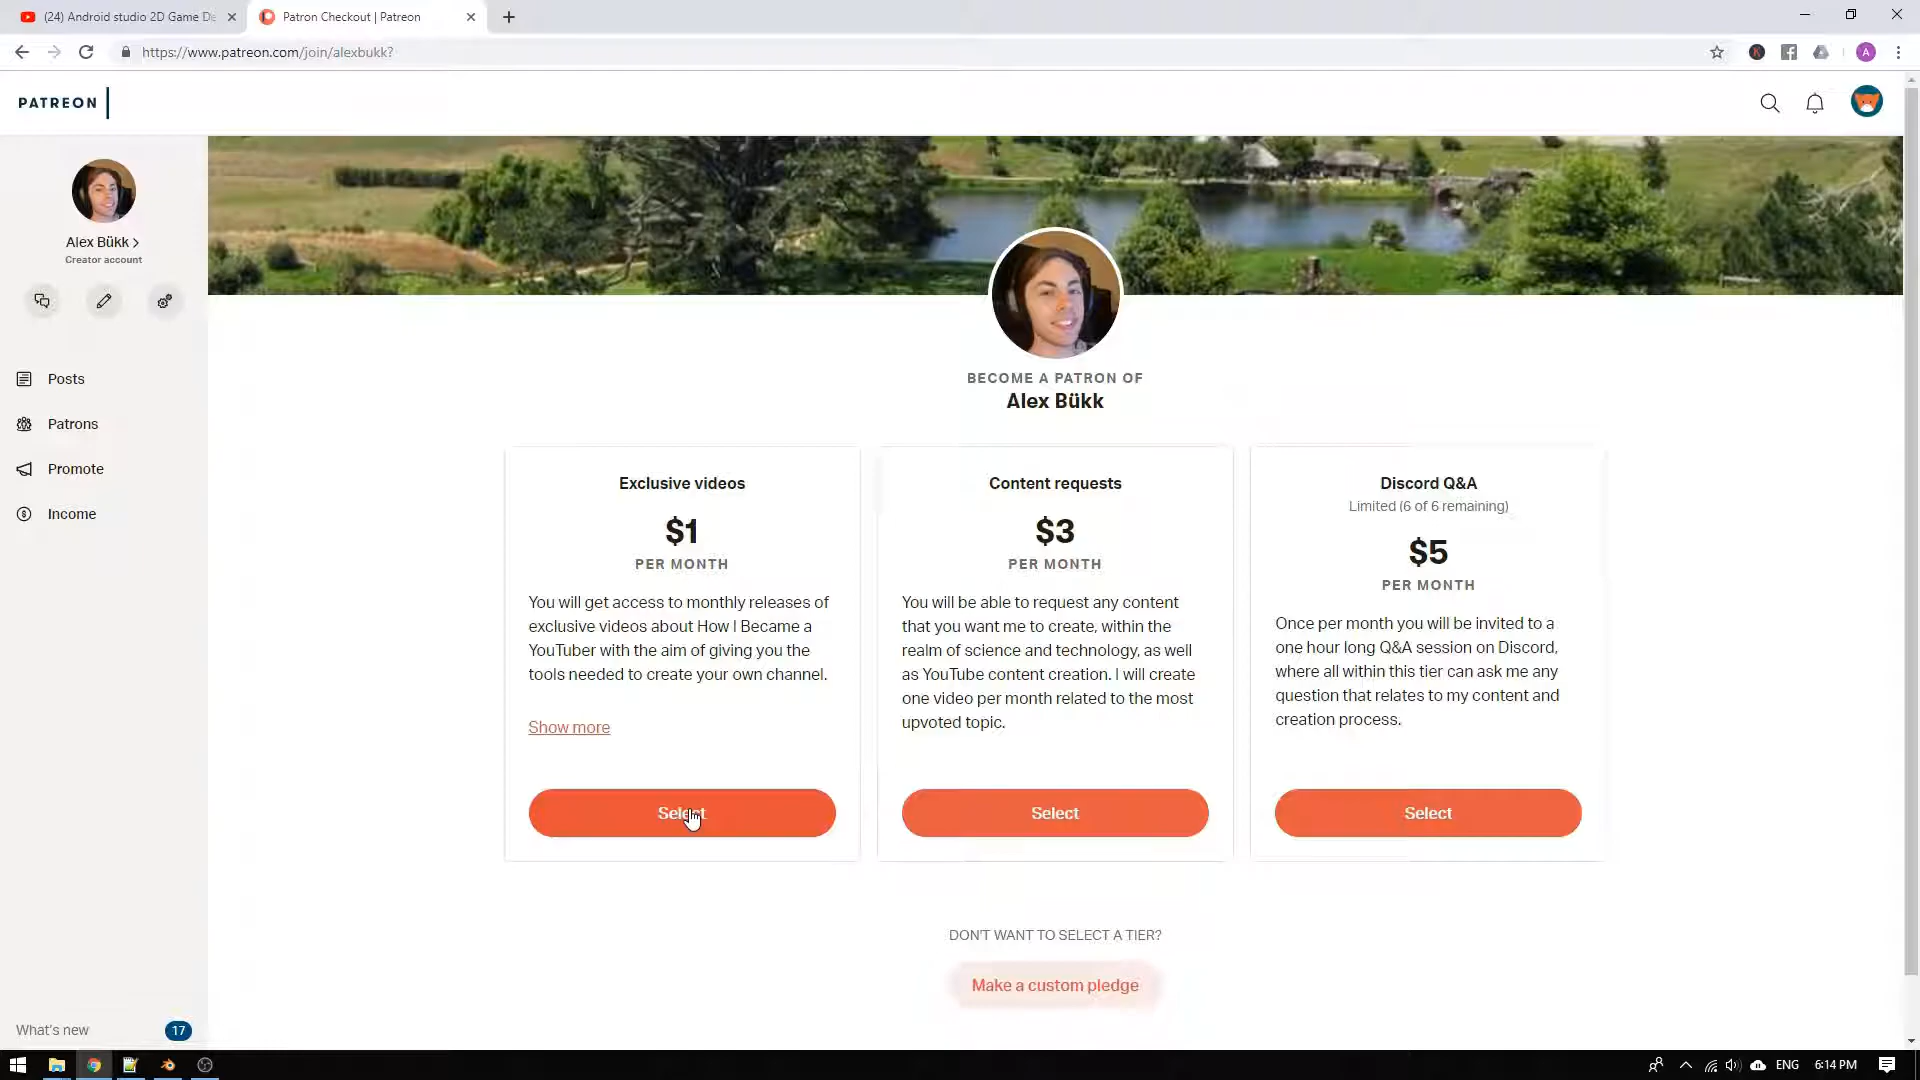 (24) Android studio 2D Game De
Patron Checkout | Patreon
https://www.patreon.com/join/alexbukk?
A
PATREON
Alex Bükk
Creator account
Posts
Patrons
Promote
Income
What's new
17
BECOME A PATRON OF
Alex Bükk
Exclusive videos
$1
PER MONTH
You will get access to monthly releases of
exclusive videos about How I Became a
YouTuber with the aim of giving you the
tools needed to create your own channel.
Show more
Select
Content requests
$3
PER MONTH
You will be able to request any content
that you want me to create, within the
realm of science and technology, as well
as YouTube content creation. I will create
one video per month related to the most
upvoted topic.
Select
Discord Q&A
Limited (6 of 6 remaining)
$5
PER MONTH
Once per month you will be invited to a
one hour long Q&A session on Discord,
where all within this tier can ask me any
question that relates to my content and
creation process.
Select
DON'T WANT TO SELECT A TIER?
Make a custom pledge
ENG
6:14 PM